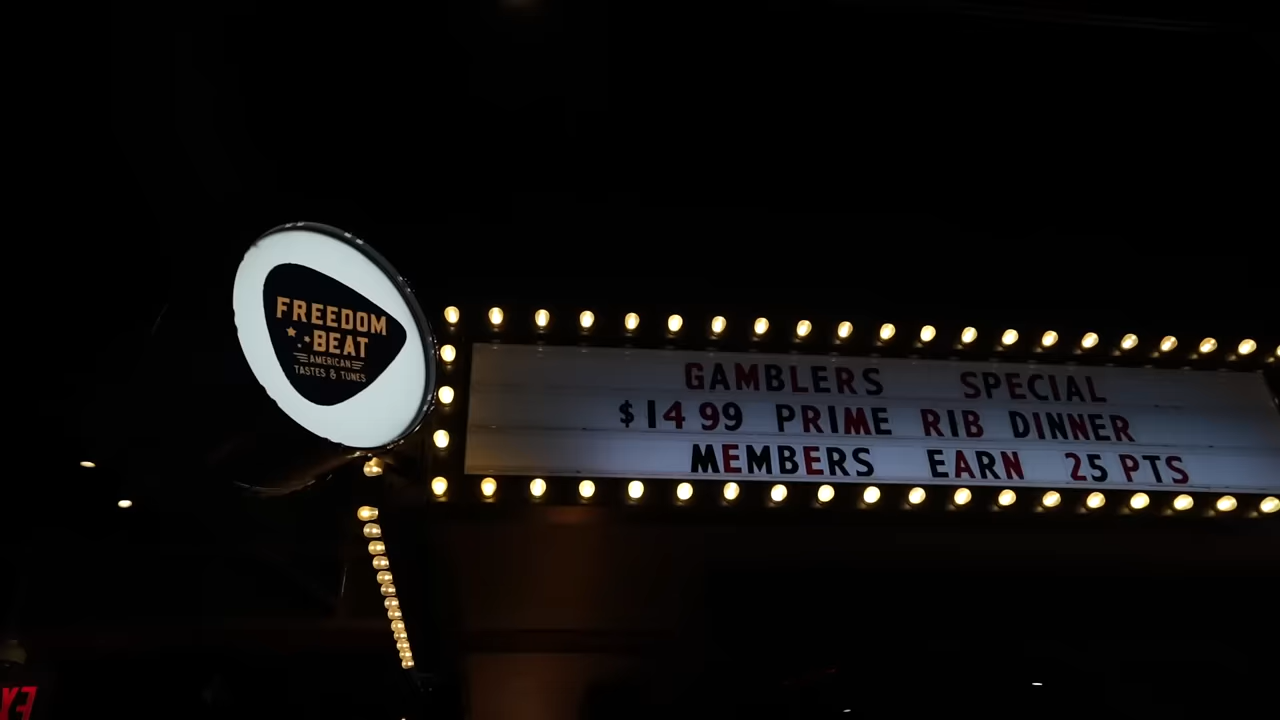 FREEDOM
BEAT
AMERICAN
TASTES & TUNES
GAMBLERS SPECIAL
$14 99 PRIME RIB DINNER
MEMBERS EARN 25 PTS